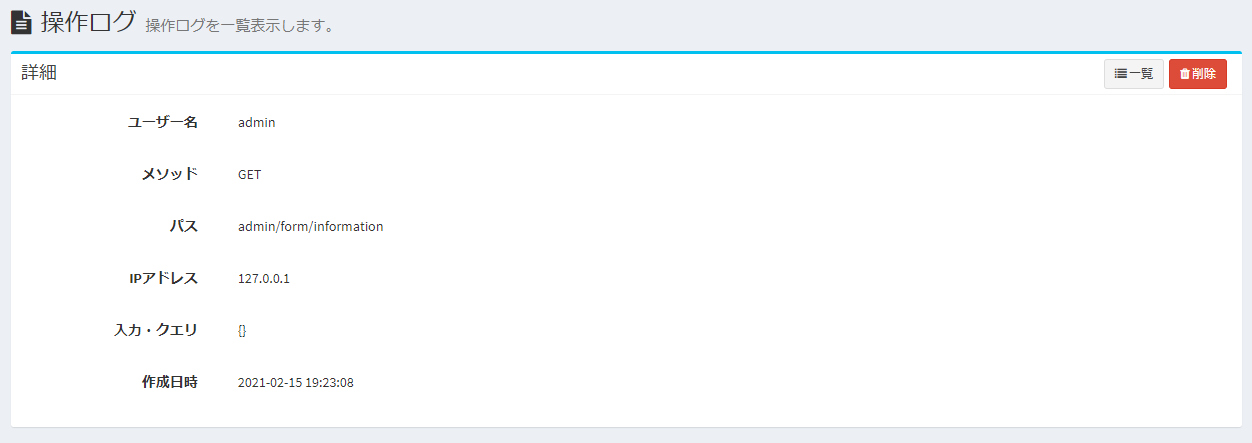 操作ログ 操作ログを一覧表示します。
詳細 一覧 削除
ユーザー名 admin
メソッド GET
パス admin/form/information
IPアドレス 127.0.0.1
入力・クエリ {}
作成日時 2021-02-15 19:23:08